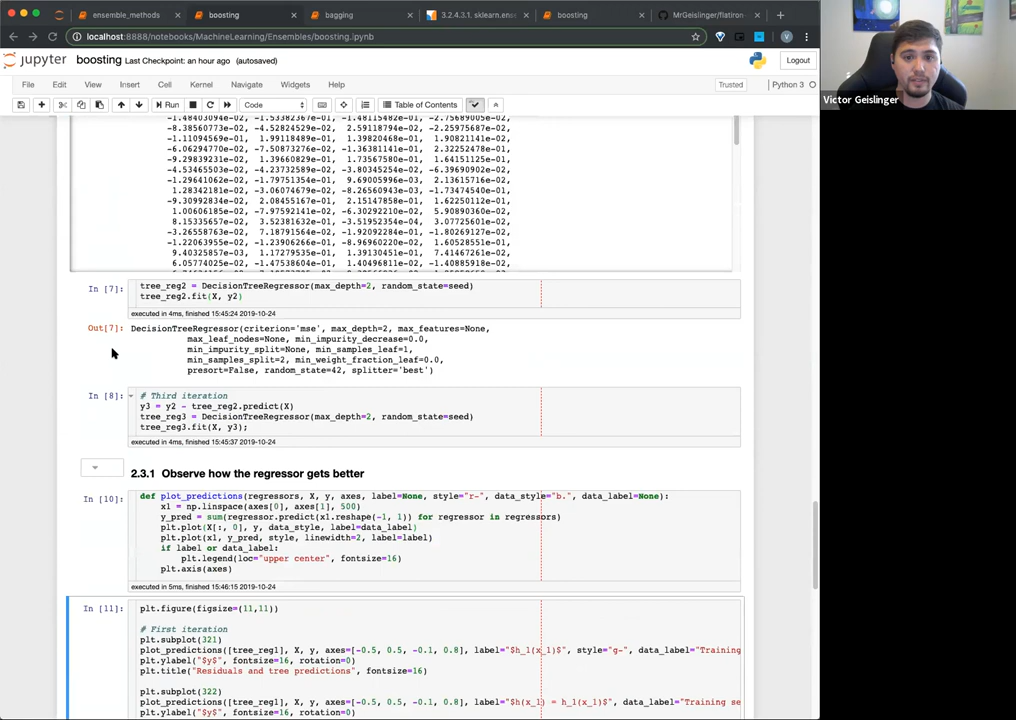 ensemble_methods
boosting
bagging
3.2.4.3.1. sklearn.ens
boosting
MrGeislinger/flatiron
localhost:8888/notebooks/MachineLearning/Ensembles/boosting.ipynb
jupyter boosting Last Checkpoint: an hour ago (autosaved)
Logout
File Edit View Insert Cell Kernel Navigate Widgets Help
Trusted
Python 3
Run
Code
Table of Contents
Victor Geislinger
-8.38560773e-02, -4.52824529e-02, 2.59118794e-02, -2.25975687e-02,
-1.11094569e-01, 1.99118489e-01, 1.39820468e-01, 1.90821414e-02,
-6.06294770e-02, -7.50873276e-02, -1.36381141e-02, 2.32252478e-01,
-9.29839231e-02, 1.39660829e-02, 1.73567580e-01, 1.64151125e-02,
-4.53465503e-02, -4.23732589e-02, -3.80345254e-02, -6.39690902e-02,
-1.29641062e-02, -1.79751354e-01, 9.69005996e-03, 2.13615716e-02,
1.28342181e-02, -3.06074679e-02, -8.26560943e-03, -1.73474540e-01,
-9.30992834e-02, 2.08455167e-01, 2.15147858e-01, 1.62250112e-01,
1.00606185e-02, -7.97592141e-02, -6.30292210e-02, 5.90890360e-02,
8.15335657e-02, 3.52381632e-02, -3.51952354e-04, 3.07725601e-02,
-3.26558763e-02, 7.18791564e-02, -1.92092284e-01, -1.80269127e-02,
-1.22063955e-02, -1.23906266e-02, -8.96960220e-02, 1.60528551e-01,
9.40325857e-03, 1.17279535e-01, 1.39130451e-01, 7.41467261e-02,
6.05774025e-02, -1.47538604e-01, 1.40496811e-02, -1.40885918e-02,
In [7]:
tree_reg2 = DecisionTreeRegressor(max_depth=2, random_state=seed)
tree_reg2.fit(X, y2)
executed in 4ms, finished 15:45:24 2019-10-24
Out[7]: DecisionTreeRegressor(criterion='mse', max_depth=2, max_features=None,
max_leaf_nodes=None, min_impurity_decrease=0.0,
min_impurity_split=None, min_samples_leaf=1,
min_samples_split=2, min_weight_fraction_leaf=0.0,
presort=False, random_state=42, splitter='best')
In [8]: # Third iteration
y3 = y2 - tree_reg2.predict(X)
tree_reg3 = DecisionTreeRegressor(max_depth=2, random_state=seed)
tree_reg3.fit(X, y3);
executed in 4ms, finished 15:45:37 2019-10-24
2.3.1 Observe how the regressor gets better
In [10]: def plot_predictions(regressors, X, y, axes, label=None, style="r-", data_style="b.", data_label=None):
x1 = np.linspace(axes[0], axes[1], 500)
y_pred = sum(regressor.predict(x1.reshape(-1, 1)) for regressor in regressors)
plt.plot(X[:, 0], y, data_style, label=data_label)
plt.plot(x1, y_pred, style, linewidth=2, label=label)
if label or data_label:
plt.legend(loc="upper center", fontsize=16)
plt.axis(axes)
executed in 5ms, finished 15:46:15 2019-10-24
In [11]: plt.figure(figsize=(11,11))
# First iteration
plt.subplot(321)
plot_predictions([tree_reg1], X, y, axes=[-0.5, 0.5, -0.1, 0.8], label="$h_1(x_1)$", style="g-", data_label="Training
plt.ylabel("$y$", fontsize=16, rotation=0)
plt.title("Residuals and tree predictions", fontsize=16)
plt.subplot(322)
plot_predictions([tree_reg1], X, y, axes=[-0.5, 0.5, -0.1, 0.8], label="$h(x_1) = h_1(x_1)$", data_label="Training se
plt.ylabel("$y$", fontsize=16, rotation=0)